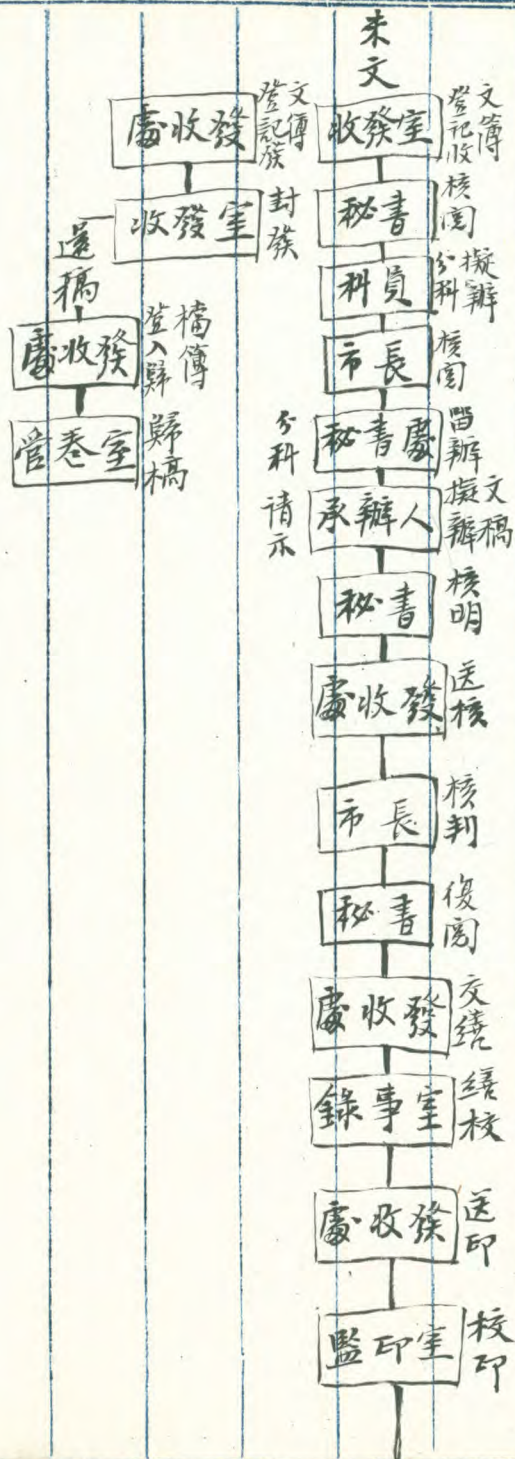 來文
收發室
登記收
文簿
秘書
核閱
科員
分科
擬辦
市長
核閱
秘書處
留辦
分科
承辦人
擬辦
文稿
請示
秘書
核明
處收發
送核
市長
核判
秘書
復閱
處收發
交繕
錄事室
繕校
處收發
送印
監印室
校印
處收發
登記發
文簿
收發室
封發
還稿
處收發
登入歸
檔簿
管卷室
歸檔